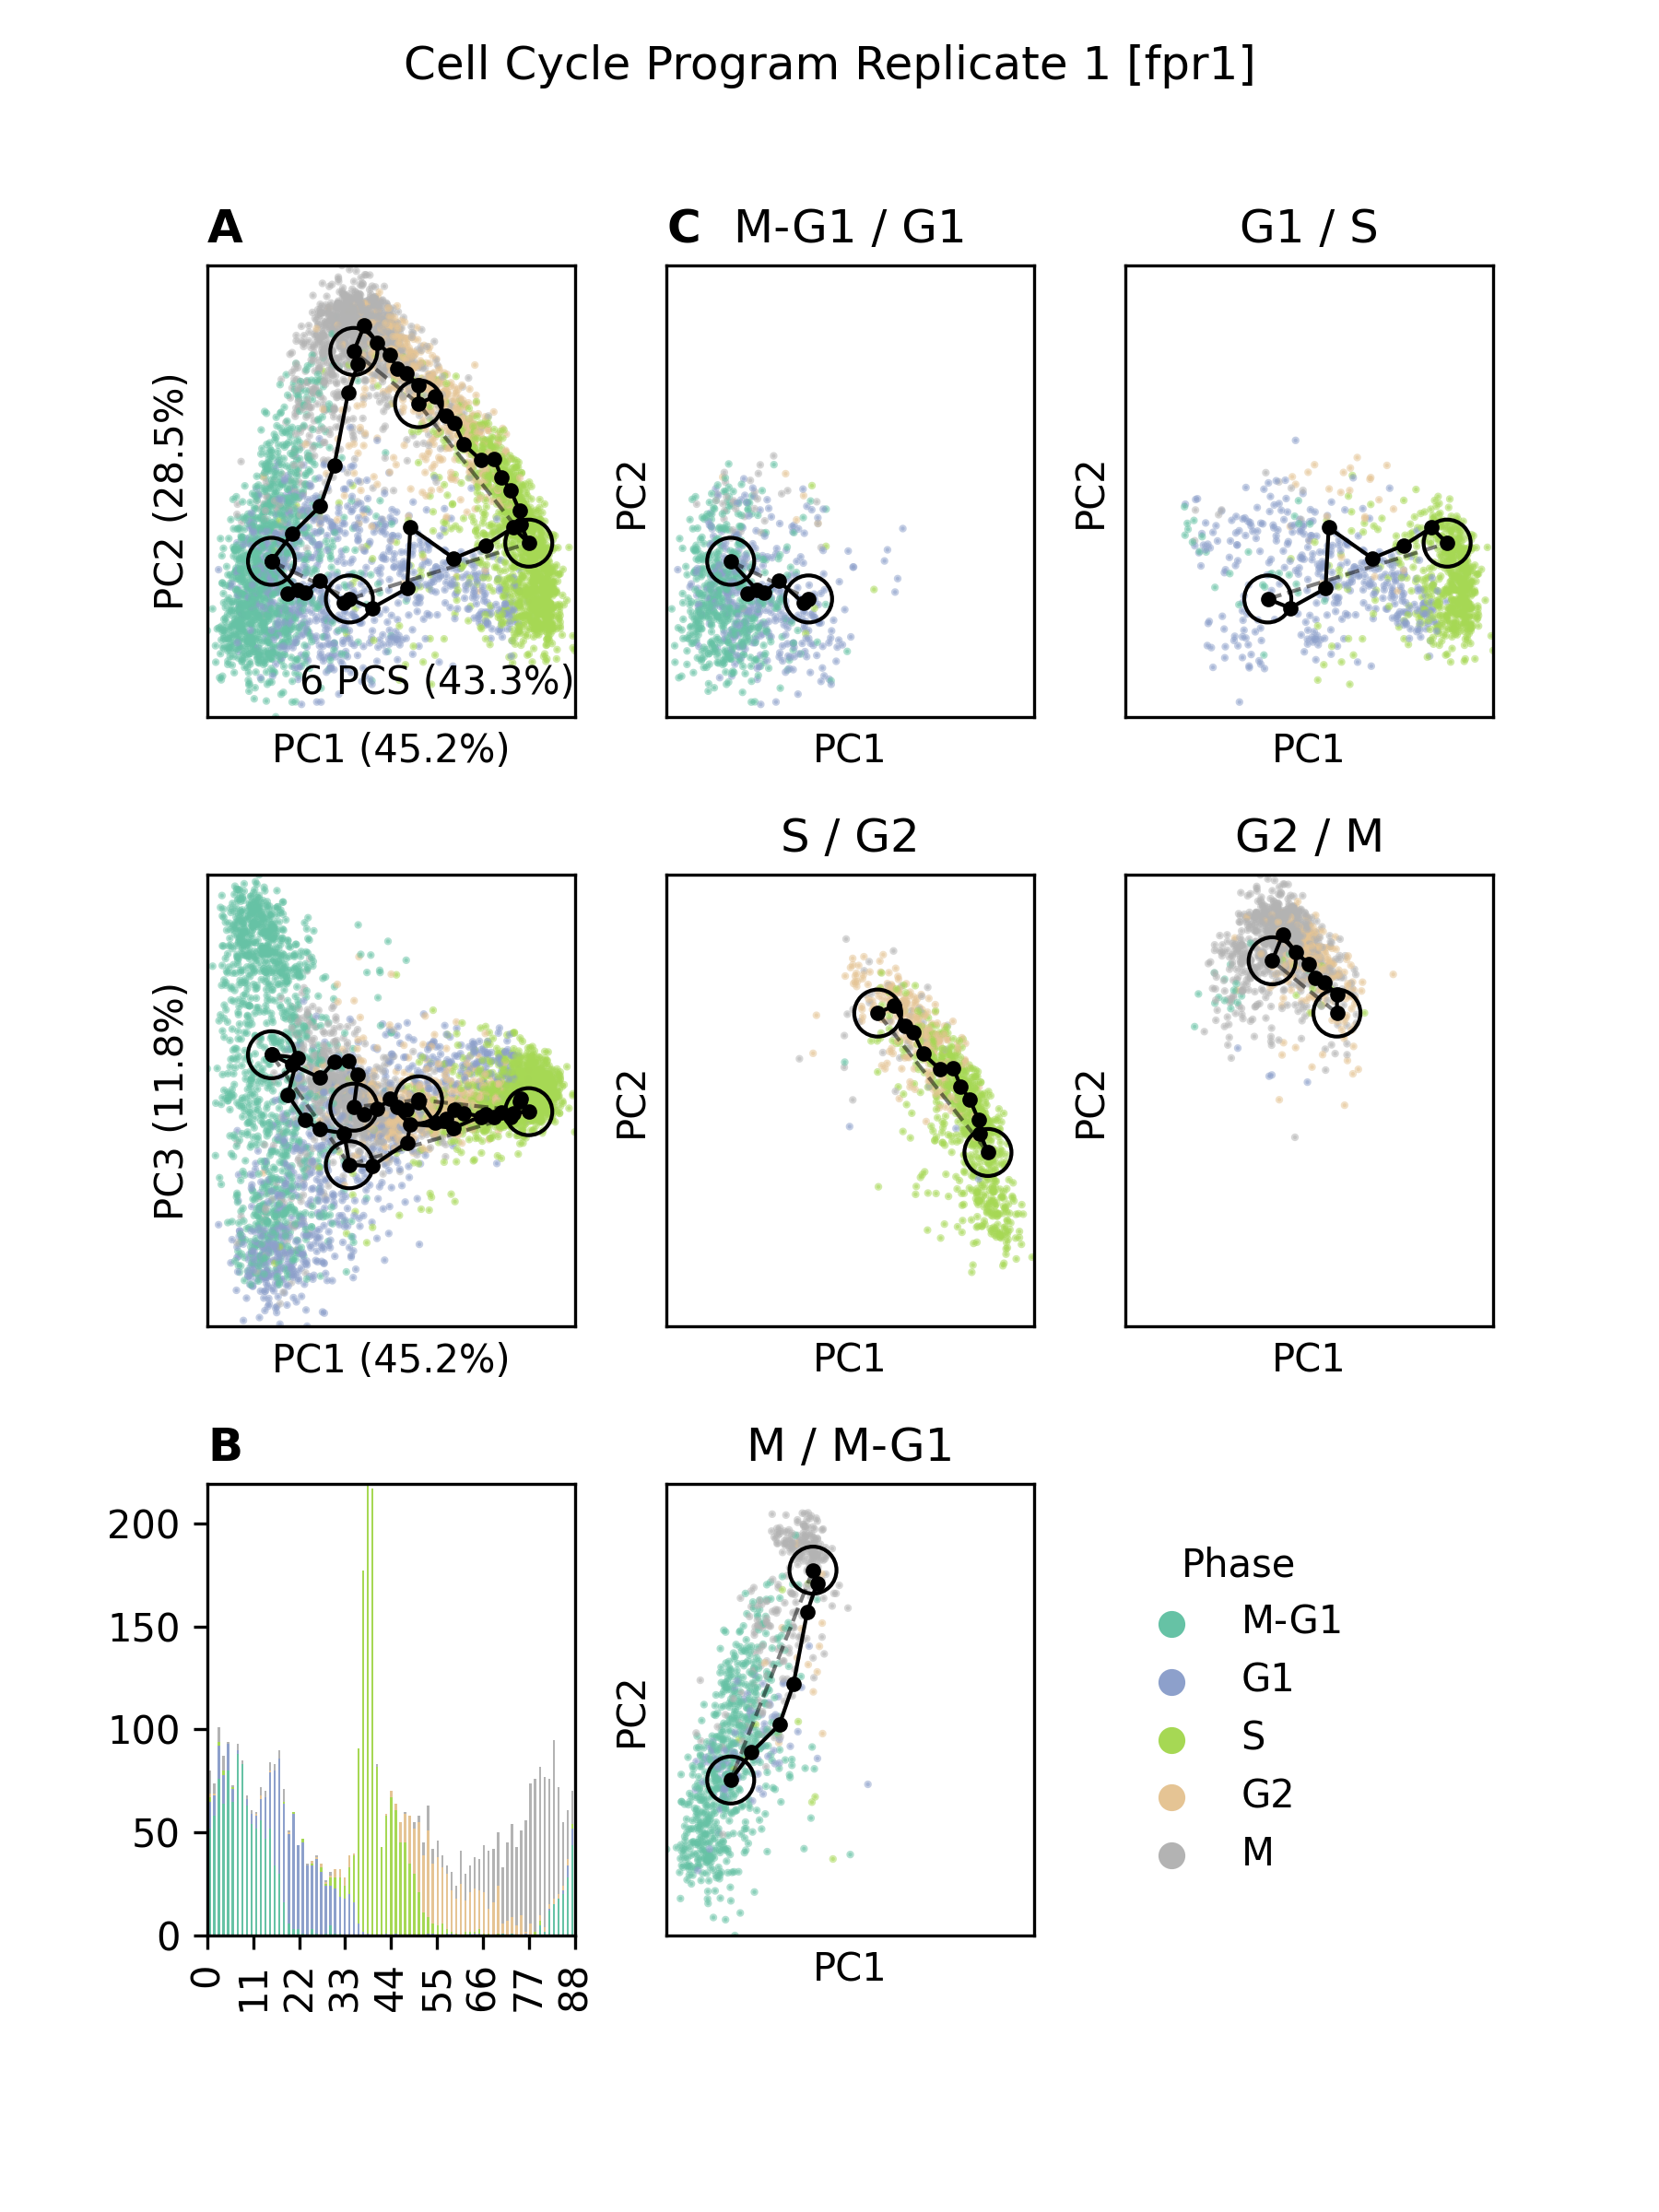 Cell Cycle Program Replicate 1 [fpr1]
A
C M-G1 / G1
G1 / S
PC2 (28.5%)
6 PCS (43.3%)
PC1 (45.2%)
PC2
PC1
PC2
PC1
PC3 (11.8%)
PC1 (45.2%)
S / G2
PC2
PC1
G2 / M
PC2
PC1
B
200
150
100
50
0
0 11 22 33 44 55 66 77 88
M / M-G1
PC2
PC1
Phase
M-G1
G1
S
G2
M